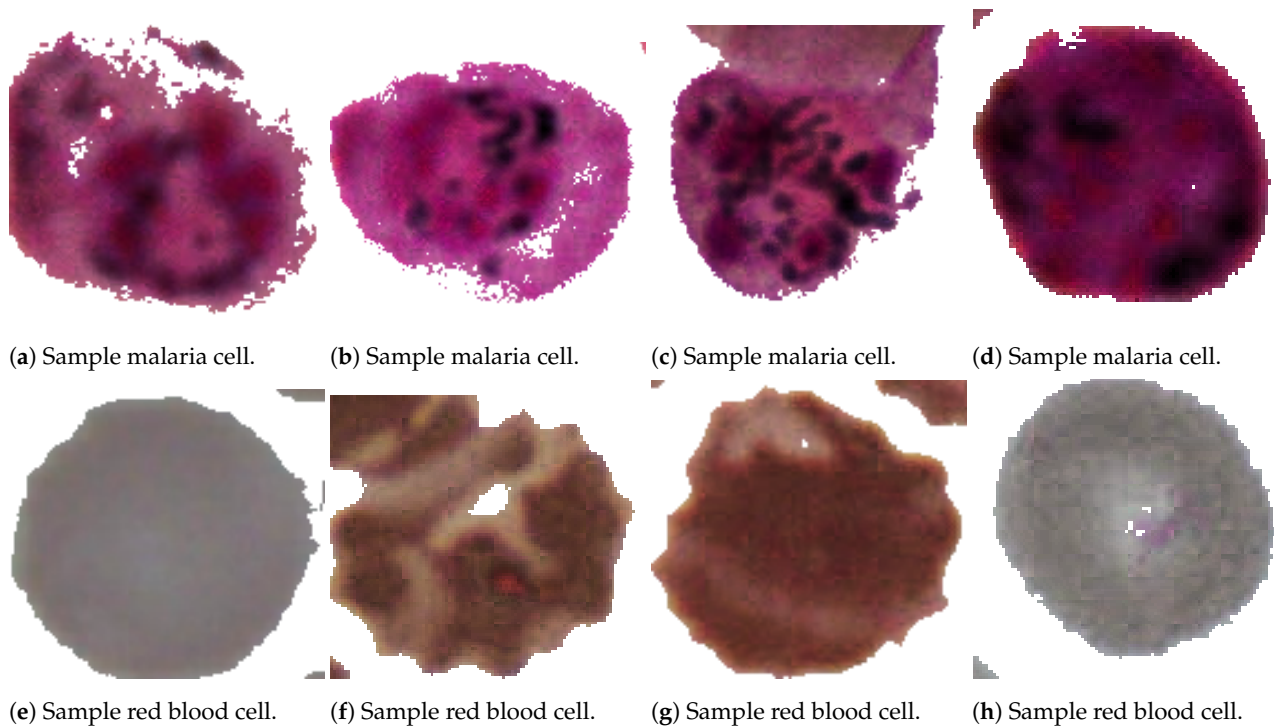 (a) Sample malaria cell.
(b) Sample malaria cell.
(c) Sample malaria cell.
(d) Sample malaria cell.
(e) Sample red blood cell.
(f) Sample red blood cell.
(g) Sample red blood cell.
(h) Sample red blood cell.